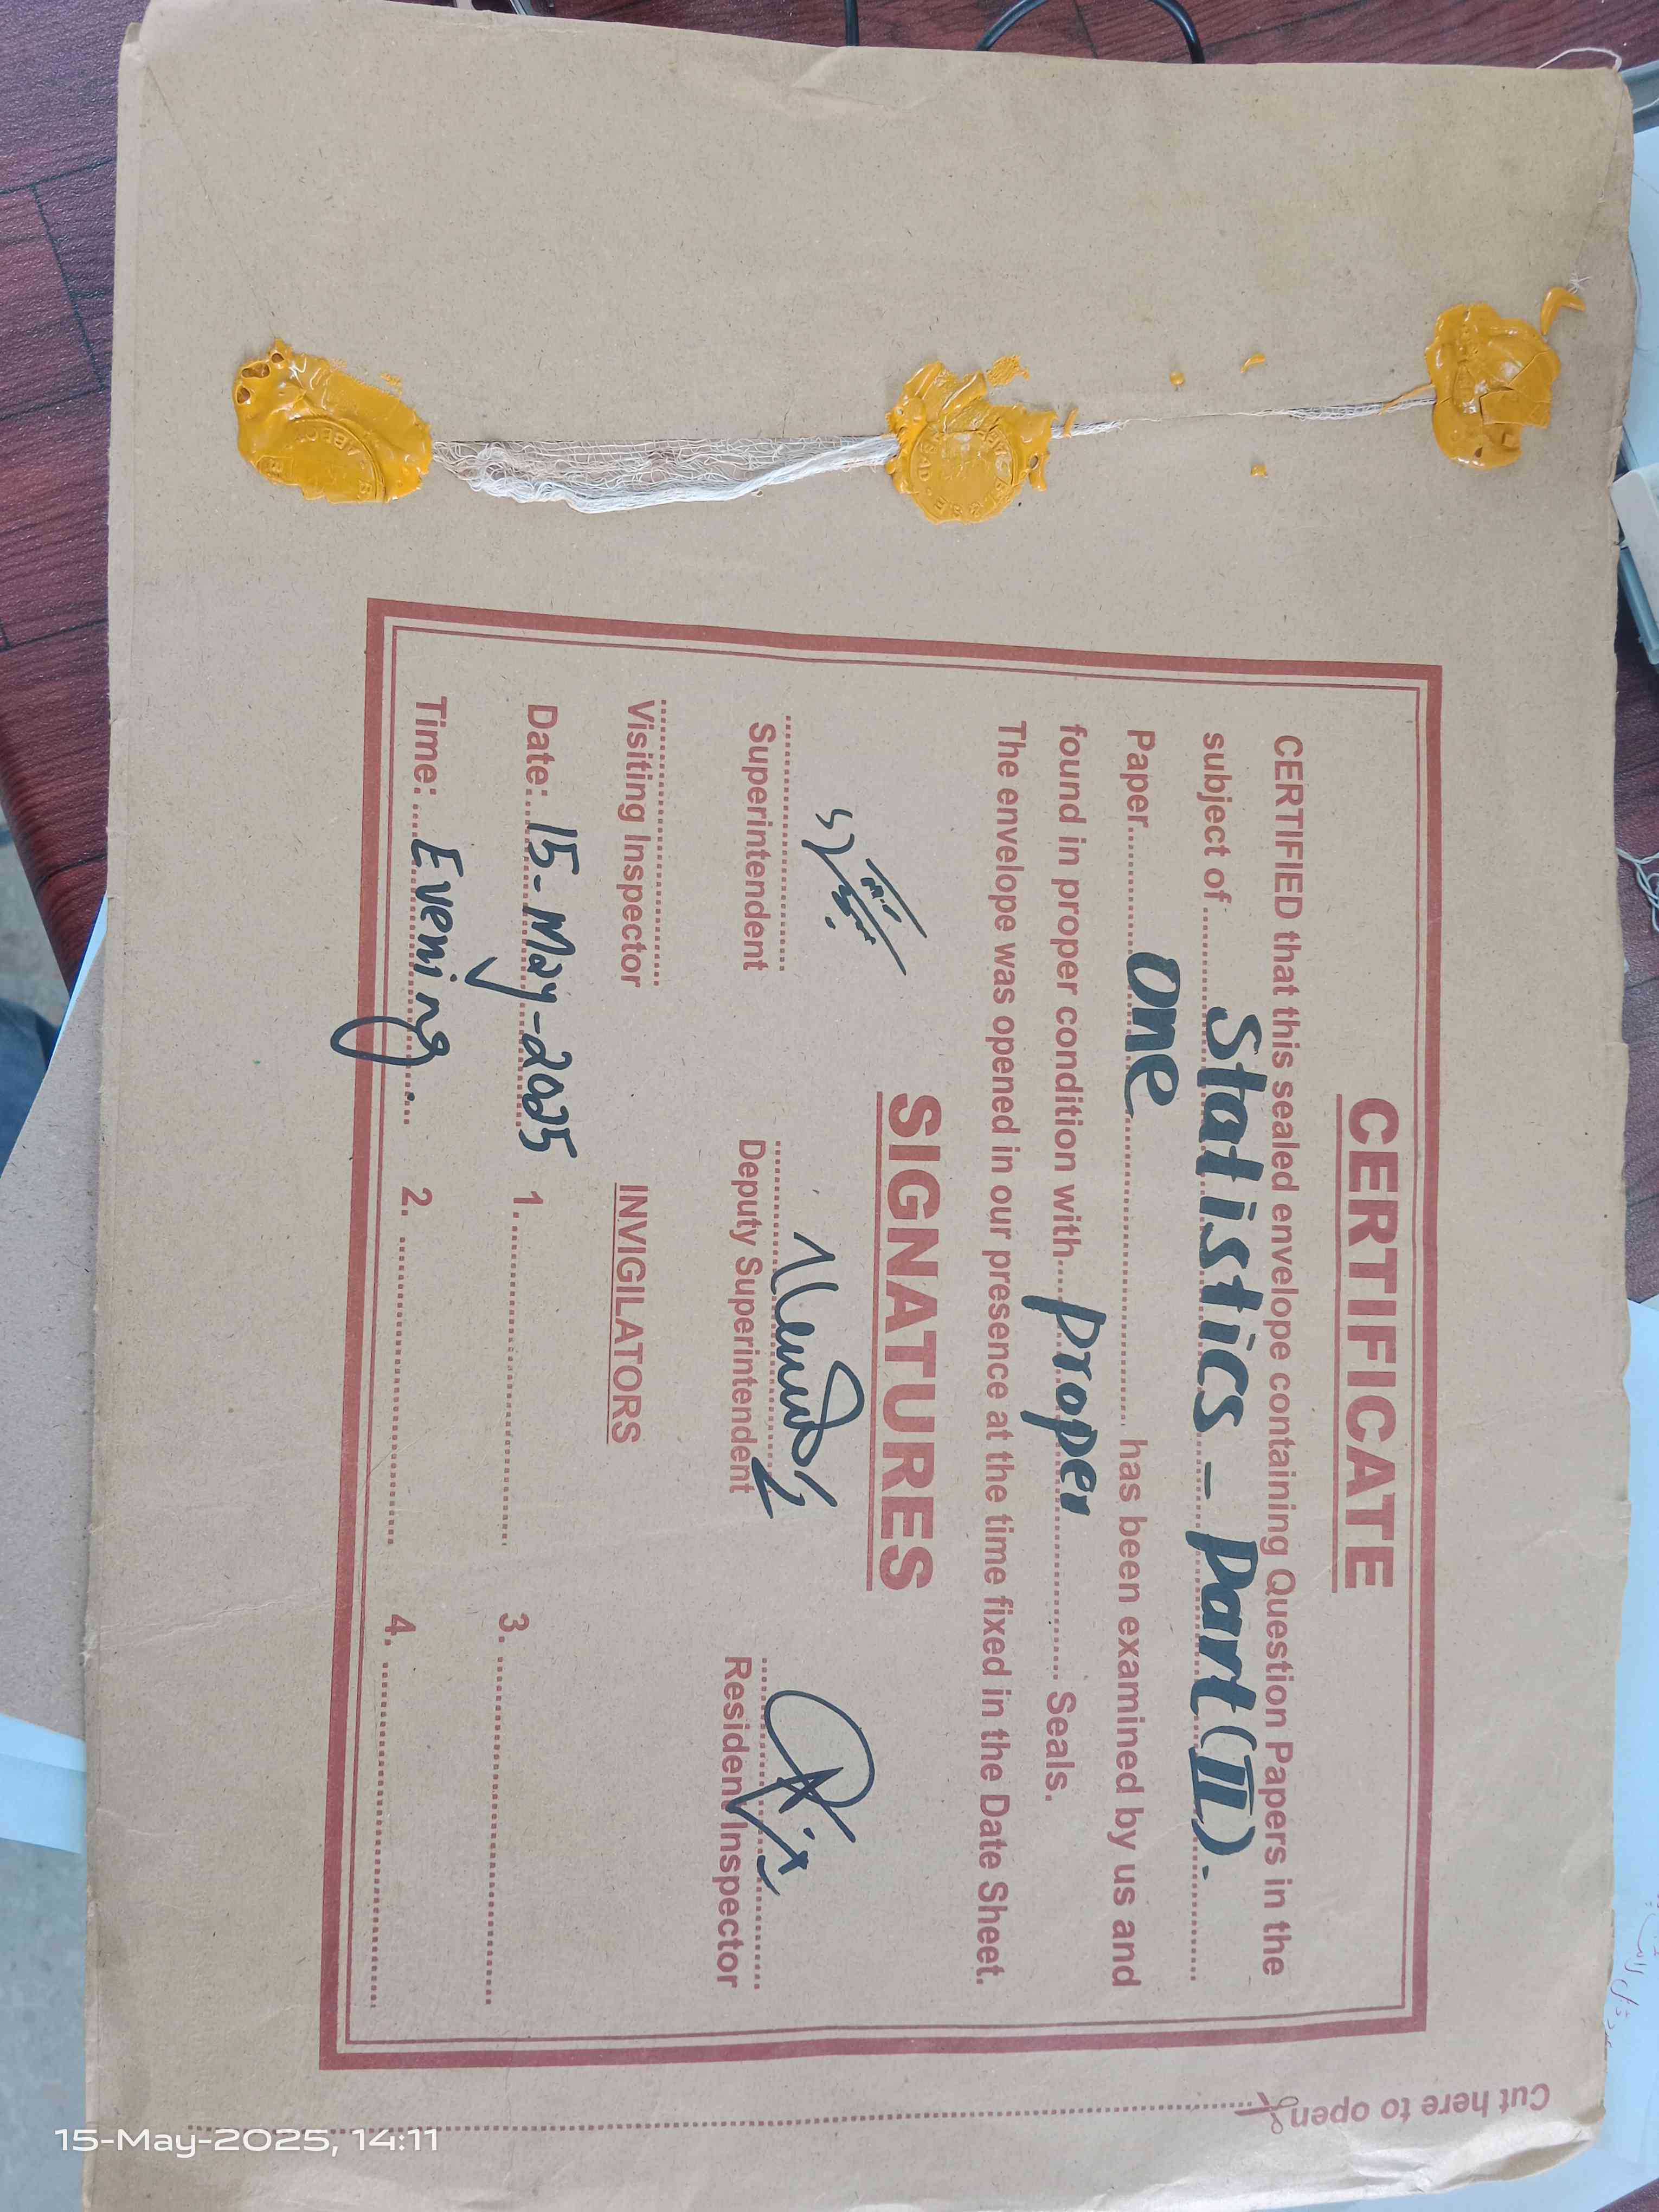 CERTIFICATE
CERTIFIED that this sealed envelope containing Question Papers in the
subject of Statistics - Part (II).
Paper One has been examined by us and
found in proper condition with proper Seals.
The envelope was opened in our presence at the time fixed in the Date Sheet.
SIGNATURES
Superintendent Deputy Superintendent Resident Inspector
Visiting Inspector INVIGILATORS
Date: 15-May-2025 1. 3.
Time: Evening 2. 4.
Cut here to open
15-May-2025, 14:11